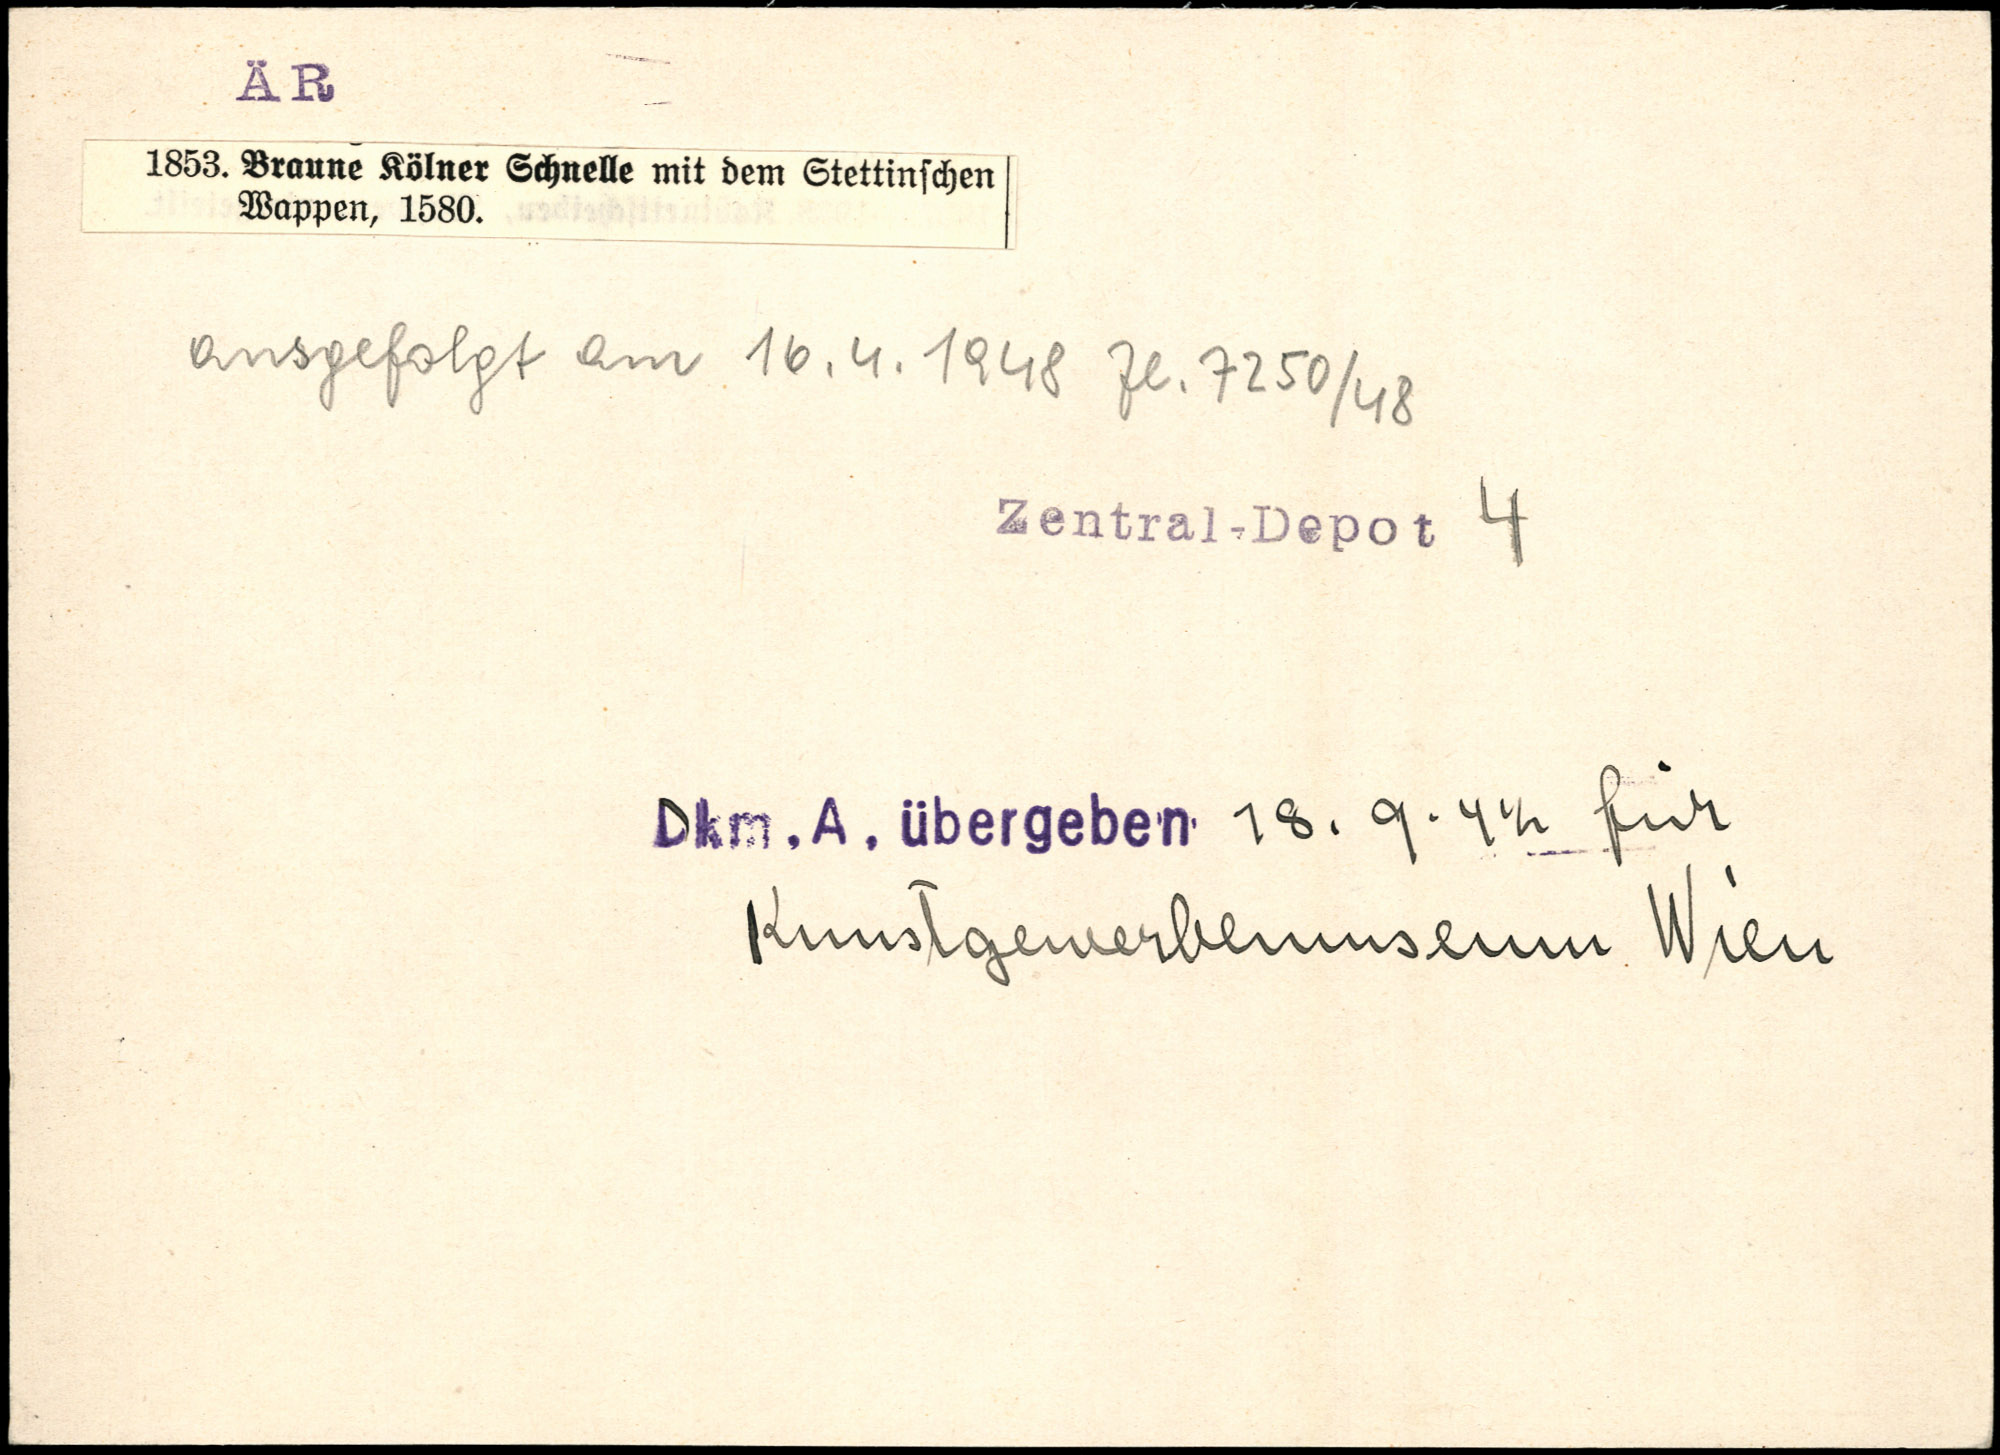 ÄR
1853. Braune Kölner Schnelle mit dem Stettinschen
Wappen, 1580.
ausgefolgt am 16.4.1948 Zl. 7250/48
Zentral-Depot 4
Dkm.A. übergeben 18.9.42 für
Kunstgewerbemuseum Wien